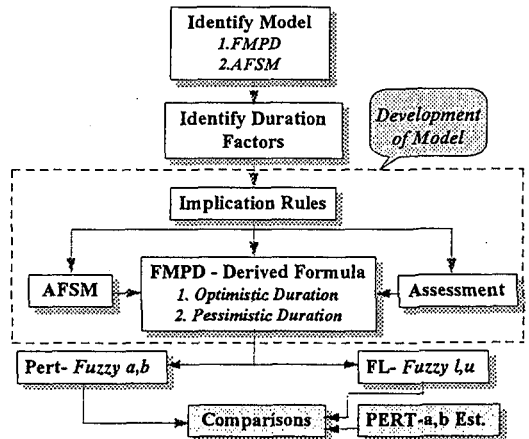 Identify Model
1.FMPD
2.AFSM
Identify Duration
Factors
Development
of Model
Implication Rules
AFSM
FMPD - Derived Formula
1. Optimistic Duration
2. Pessimistic Duration
Assessment
Pert- Fuzzy a,b
FL- Fuzzy l,u
Comparisons
PERT-a,b Est.